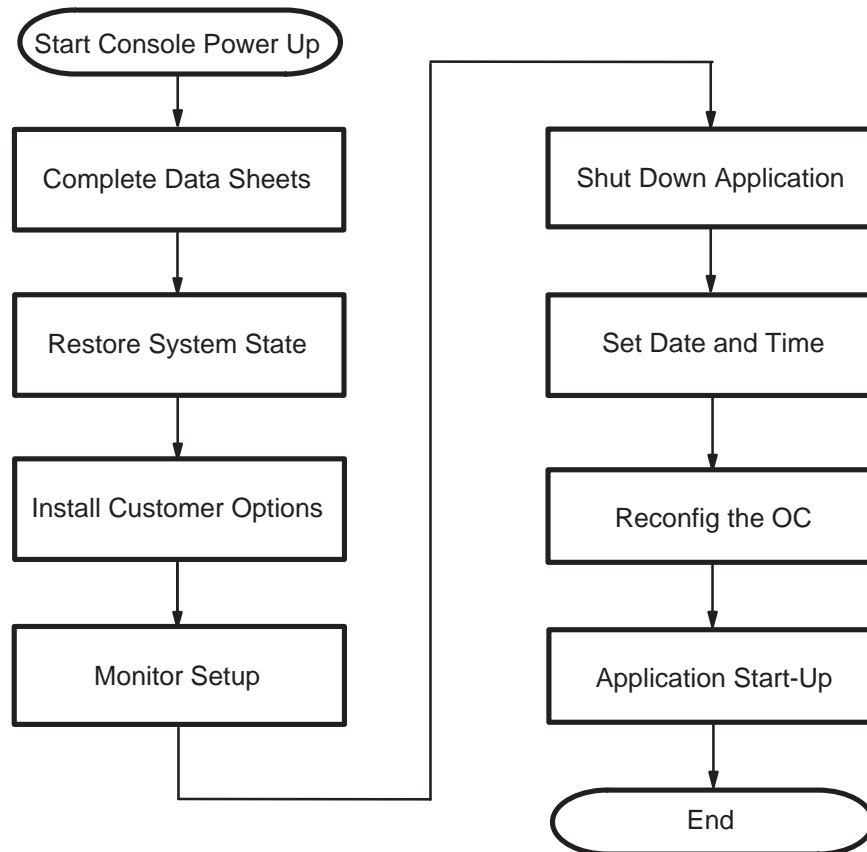 Start Console Power Up
Complete Data Sheets
Restore System State
Install Customer Options
Monitor Setup
Shut Down Application
Set Date and Time
Reconfig the OC
Application Start-Up
End